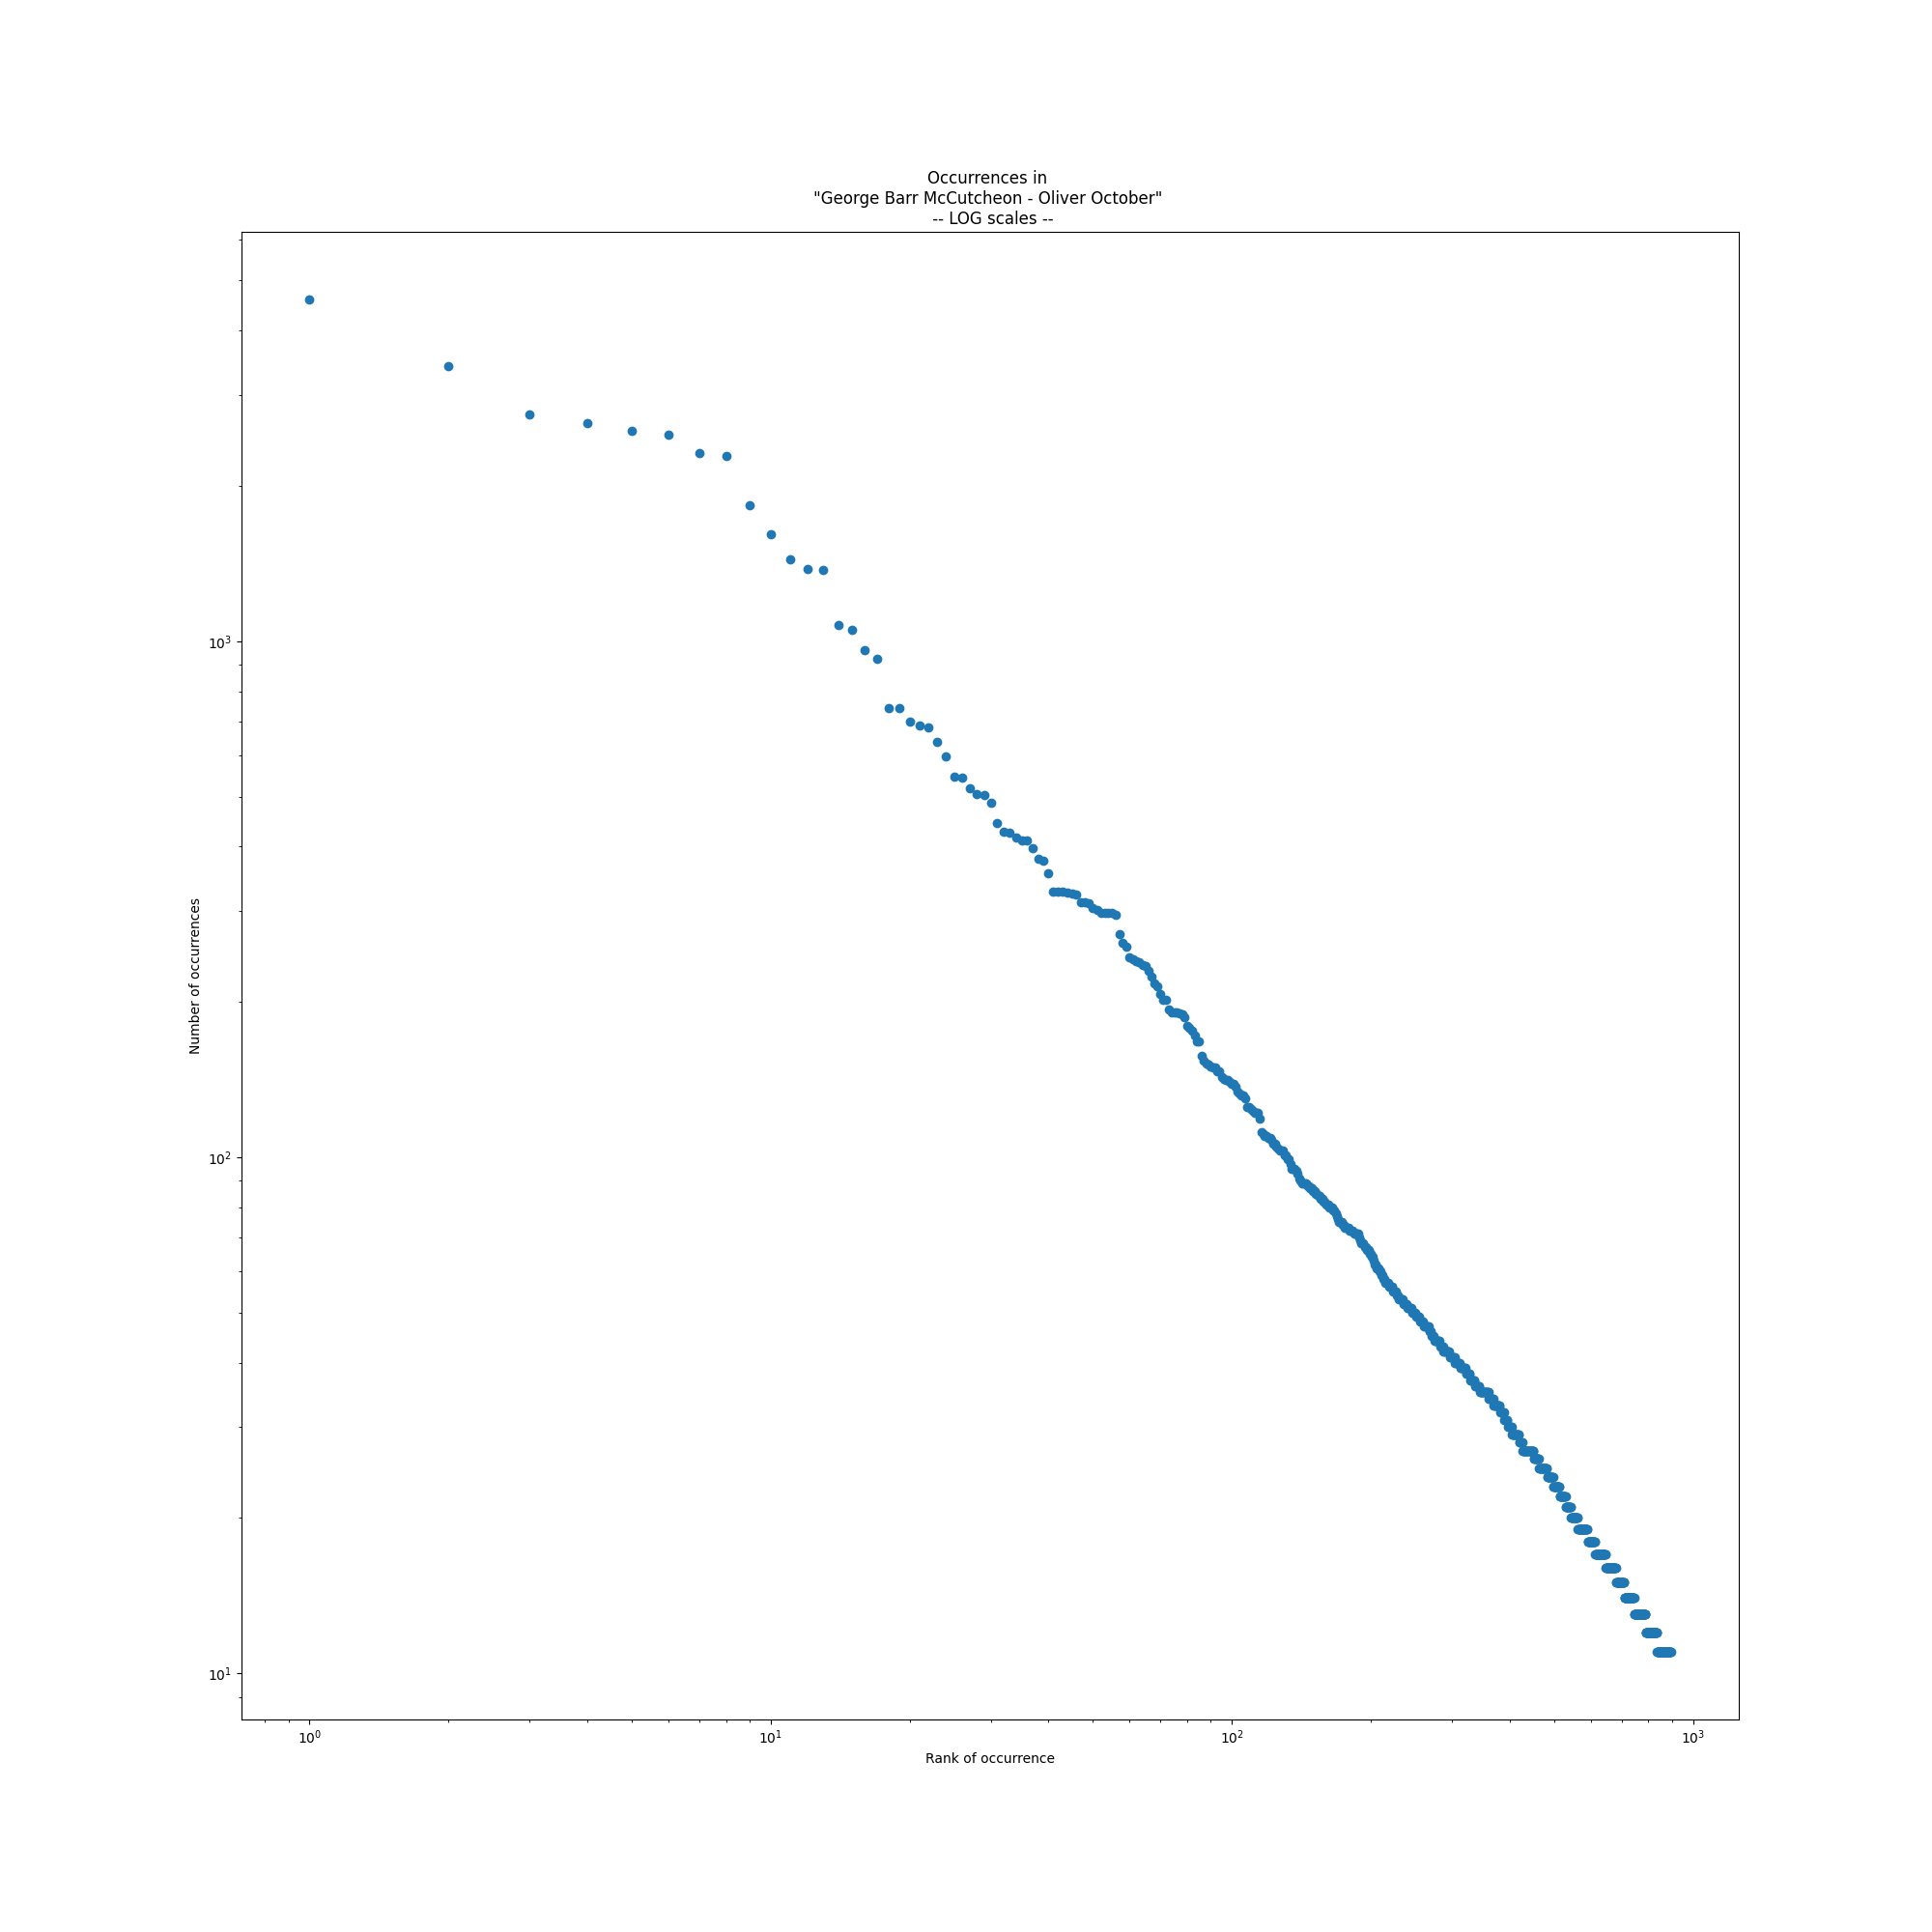 Occurrences in
"George Barr McCutcheon - Oliver October"
-- LOG scales --
Number of occurrences
10³
10²
10¹
10⁰ 10¹ 10² 10³
Rank of occurrence